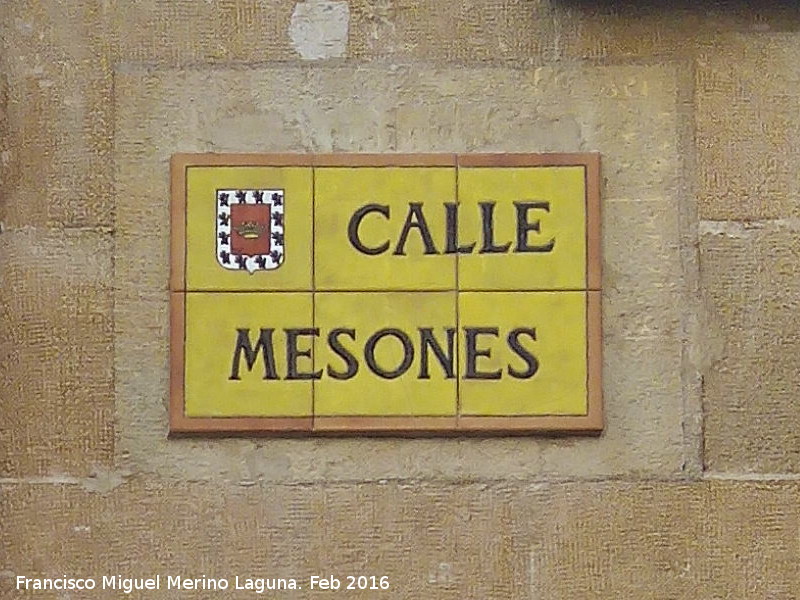 CALLE
MESONES
Francisco Miguel Merino Laguna. Feb 2016